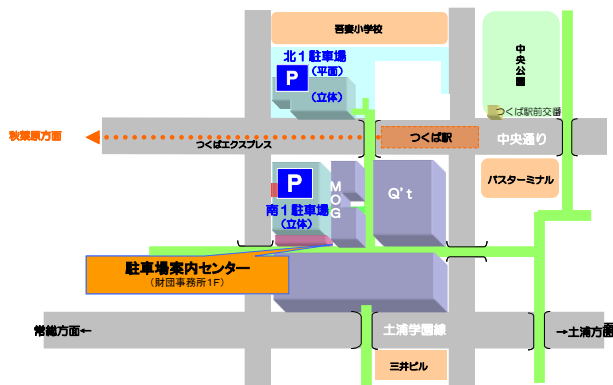 吾妻小学校
北1駐車場
(平面)
P
(立体)
中央公園
つくば駅前交番
秋葉原方面
つくばエクスプレス
つくば駅
中央通り
バスターミナル
P
南1駐車場
(立体)
MOG
Q't
駐車場案内センター
(財団事務所1F)
常総方面←
土浦学園線
→土浦方面
三井ビル